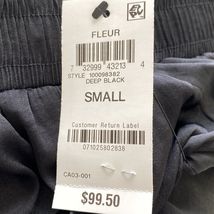 FLEUR
7 32999 43213 4
STYLE 100098382
DEEP BLACK
SMALL
Customer Return Label
071025802838
CA03-001
$99.50